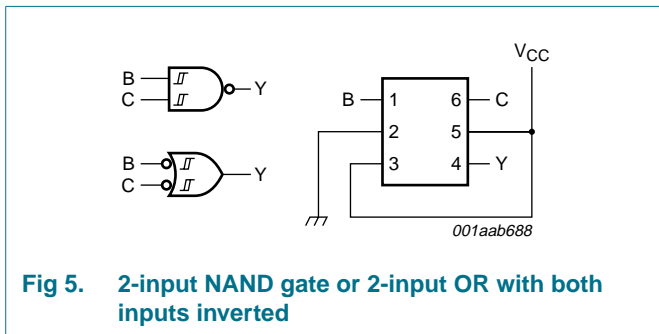 B
C
Y
B
C
Y
VCC
B
1
6
C
2
5
3
4
Y
001aab688
Fig 5. 2-input NAND gate or 2-input OR with both
inputs inverted